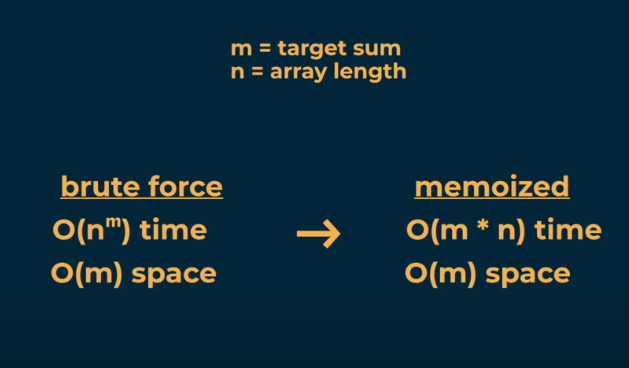 m = target sum
n = array length
brute force
O(nᵐ) time
O(m) space
→
memoized
O(m * n) time
O(m) space